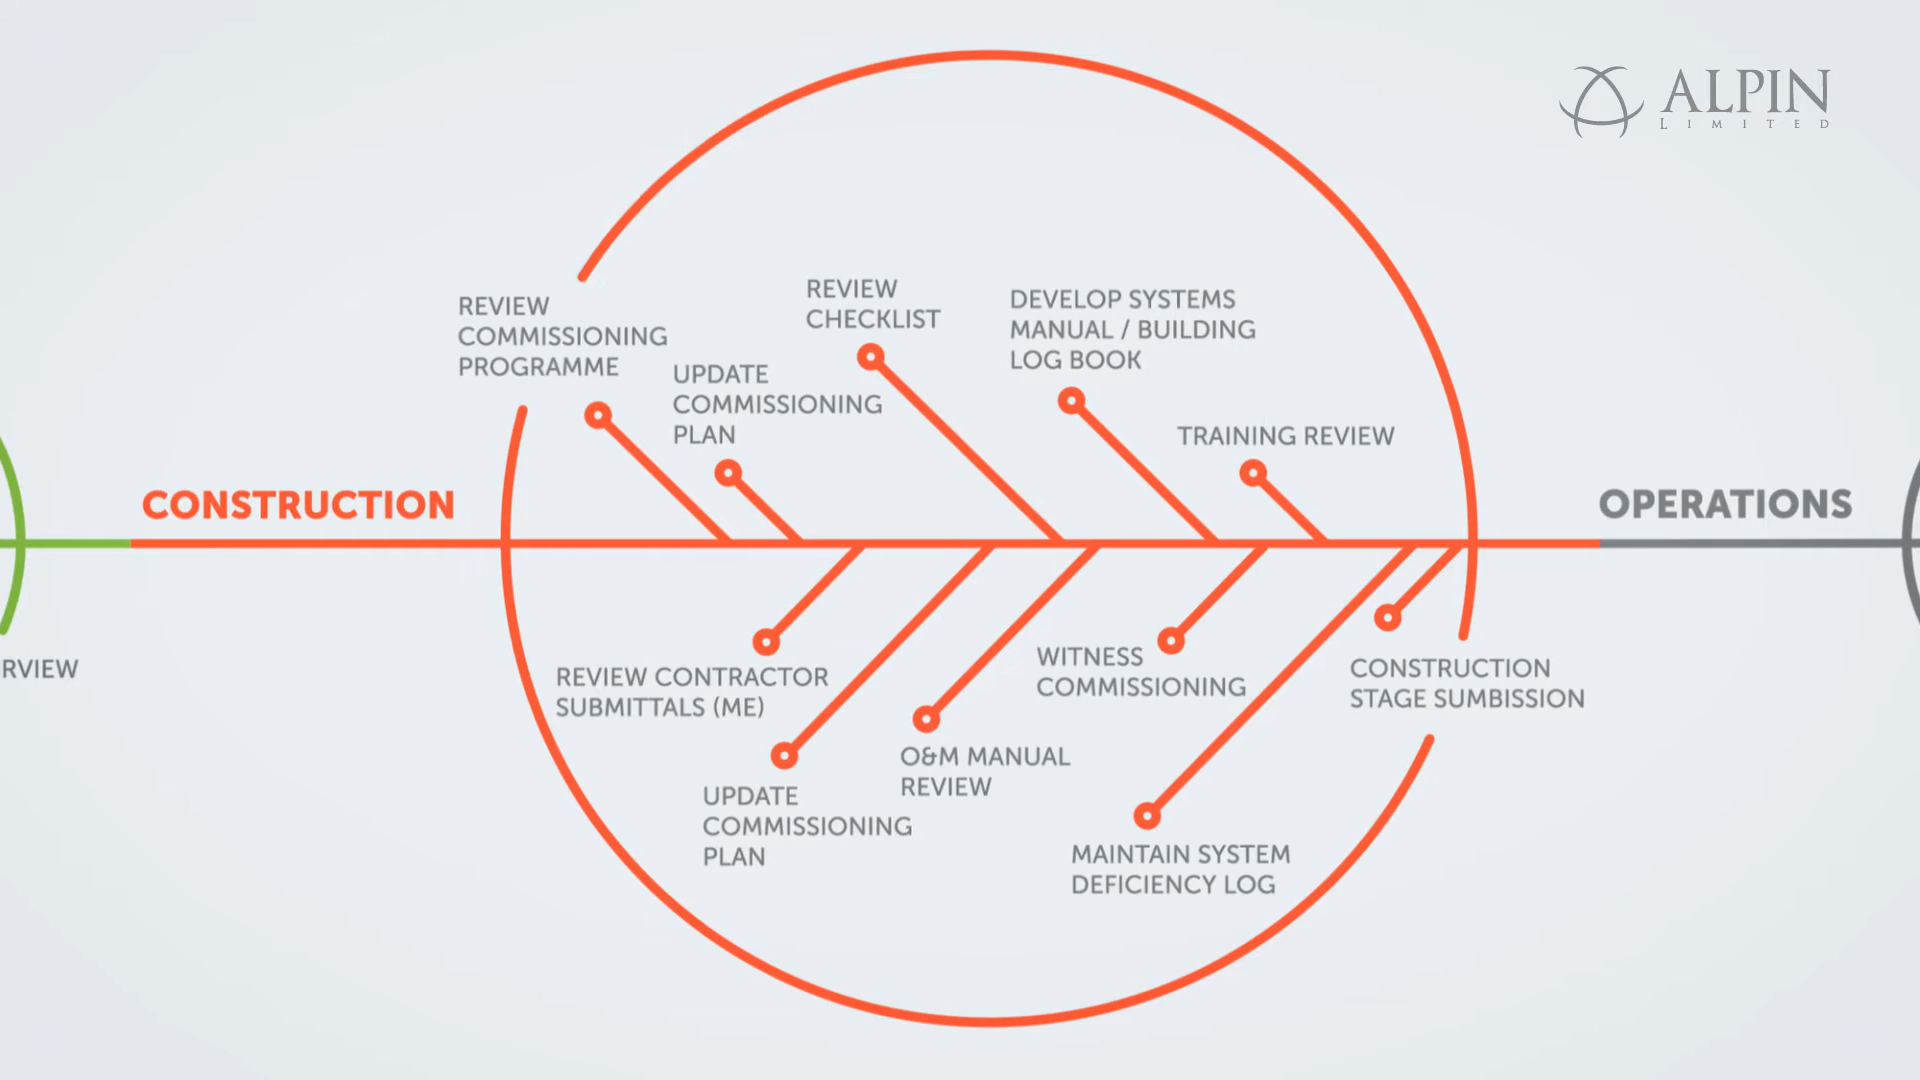 ALPIN
LIMITED
REVIEW
COMMISSIONING
PROGRAMME
UPDATE
COMMISSIONING
PLAN
REVIEW
CHECKLIST
DEVELOP SYSTEMS
MANUAL / BUILDING
LOG BOOK
TRAINING REVIEW
CONSTRUCTION
OPERATIONS
RVIEW
REVIEW CONTRACTOR
SUBMITTALS (ME)
UPDATE
COMMISSIONING
PLAN
O&M MANUAL
REVIEW
WITNESS
COMMISSIONING
MAINTAIN SYSTEM
DEFICIENCY LOG
CONSTRUCTION
STAGE SUMBISSION